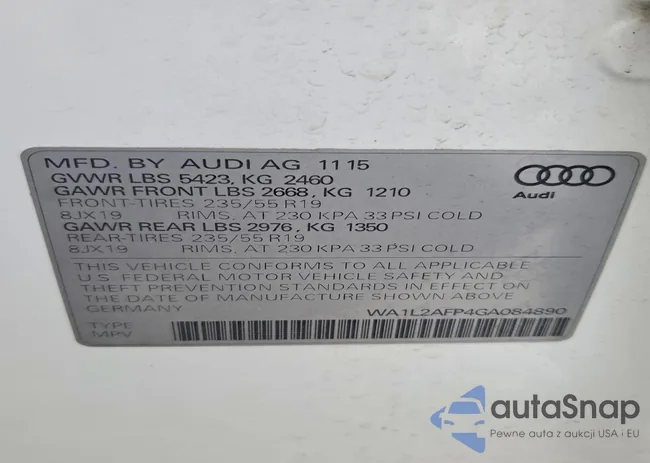 MFD. BY AUDI AG 11 15
GVWR LBS 5423, KG 2460
GAWR FRONT LBS 2668, KG 1210
FRONT-TIRES 235/55 R19
8JX19 RIMS, AT 230 KPA 33 PSI COLD
GAWR REAR LBS 2976, KG 1350
REAR-TIRES 235/55 R19
8JX19 RIMS, AT 230 KPA 33 PSI COLD
THIS VEHICLE CONFORMS TO ALL APPLICABLE
U.S. FEDERAL MOTOR VEHICLE SAFETY AND
THEFT PREVENTION STANDARDS IN EFFECT ON
THE DATE OF MANUFACTURE SHOWN ABOVE
GERMANY WA1L2AFP4GA084890
TYPE
MPV
Audi
autaSnap
Pewne auta z aukcji USA i EU